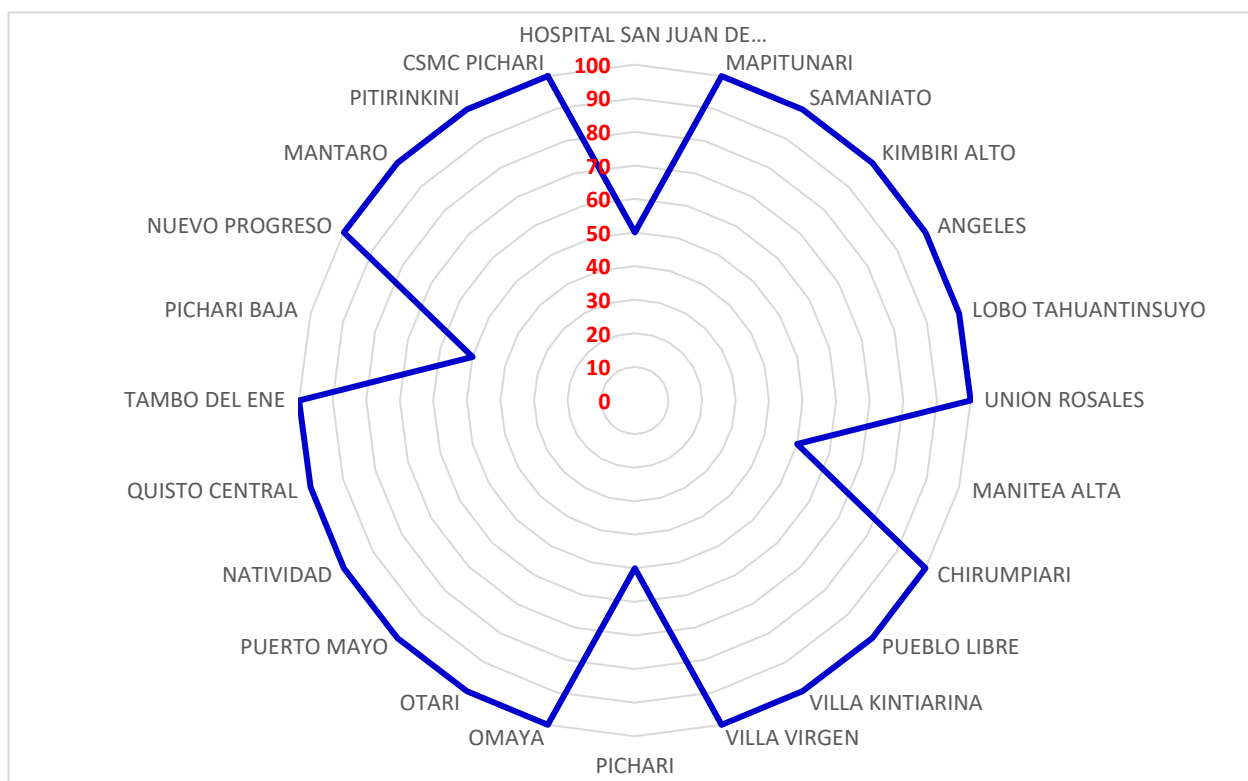 HOSPITAL SAN JUAN DE...
MAPITUNARI
SAMANIATO
KIMBIRI ALTO
ANGELES
LOBO TAHUANTINSUYO
UNION ROSALES
MANITEA ALTA
CHIRUMPIARI
PUEBLO LIBRE
VILLA KINTIARINA
VILLA VIRGEN
PICHARI
OMAYA
OTARI
PUERTO MAYO
NATIVIDAD
QUISTO CENTRAL
TAMBO DEL ENE
PICHARI BAJA
NUEVO PROGRESO
MANTARO
PITIRINKINI
CSMC PICHARI
100
90
80
70
60
50
40
30
20
10
0